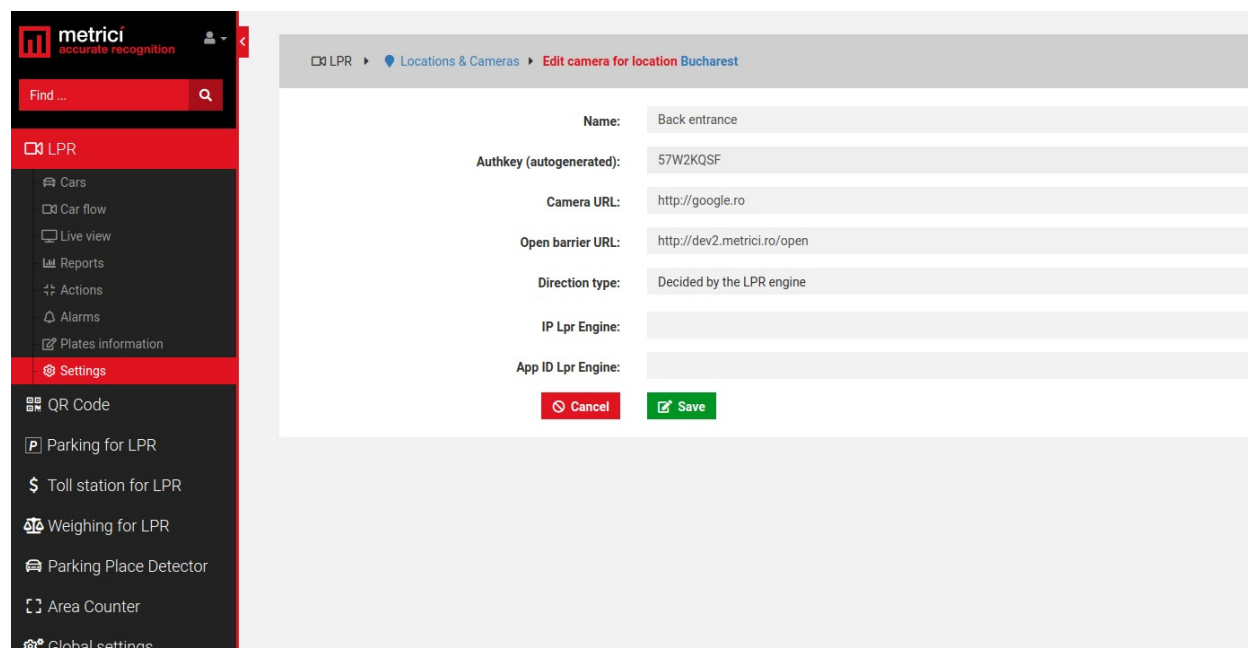 metrici
accurate recognition
Find ...
LPR
Cars
Car flow
Live view
Reports
Actions
Alarms
Plates information
Settings
QR Code
Parking for LPR
Toll station for LPR
Weighing for LPR
Parking Place Detector
Area Counter
Global settings
LPR Locations & Cameras Edit camera for location Bucharest
Name: Back entrance
Authkey (autogenerated): 57W2KQSF
Camera URL: http://google.ro
Open barrier URL: http://dev2.metrici.ro/open
Direction type: Decided by the LPR engine
IP Lpr Engine:
App ID Lpr Engine:
Cancel Save